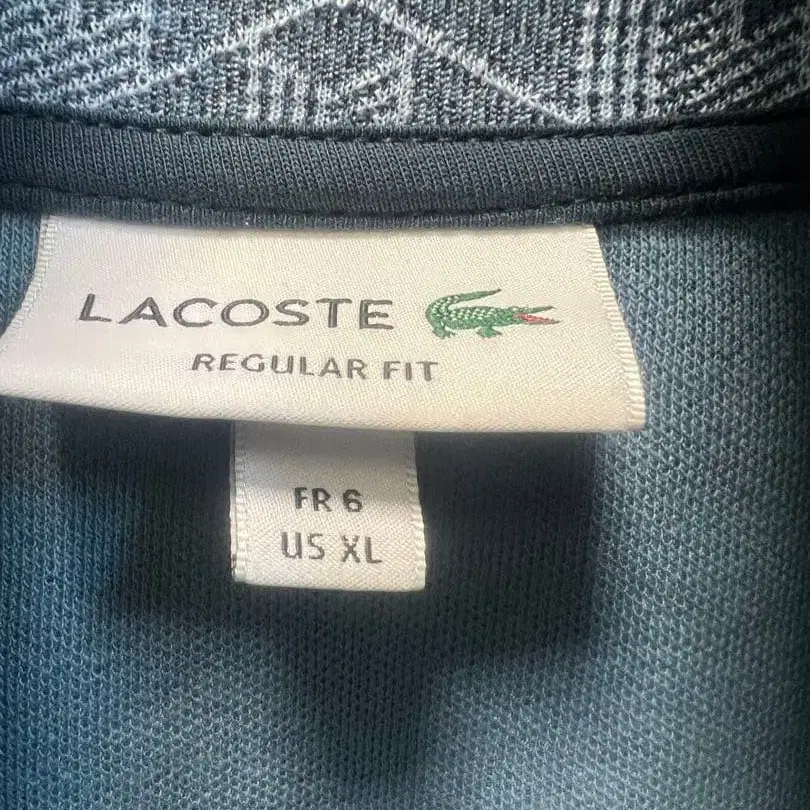 LACOSTE
REGULAR FIT
FR 6
US XL